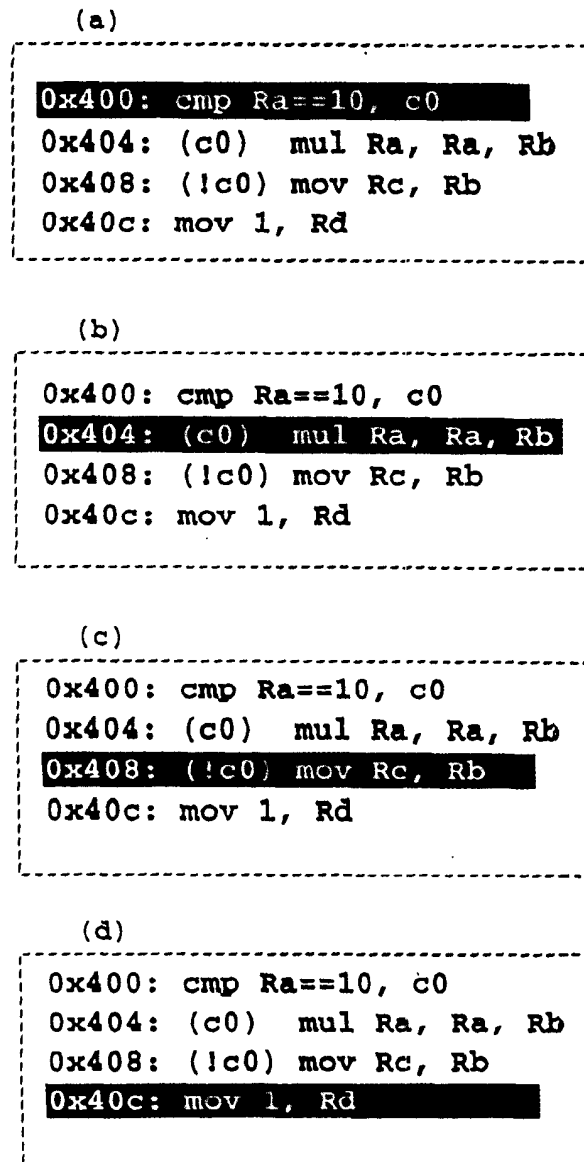 (a)
0x400: cmp Ra==10, c0
0x404: (c0) mul Ra, Ra, Rb
0x408: (!c0) mov Rc, Rb
0x40c: mov 1, Rd
(b)
0x400: cmp Ra==10, c0
0x404: (c0) mul Ra, Ra, Rb
0x408: (!c0) mov Rc, Rb
0x40c: mov 1, Rd
(c)
0x400: cmp Ra==10, c0
0x404: (c0) mul Ra, Ra, Rb
0x408: (!c0) mov Rc, Rb
0x40c: mov 1, Rd
(d)
0x400: cmp Ra==10, c0
0x404: (c0) mul Ra, Ra, Rb
0x408: (!c0) mov Rc, Rb
0x40c: mov 1, Rd